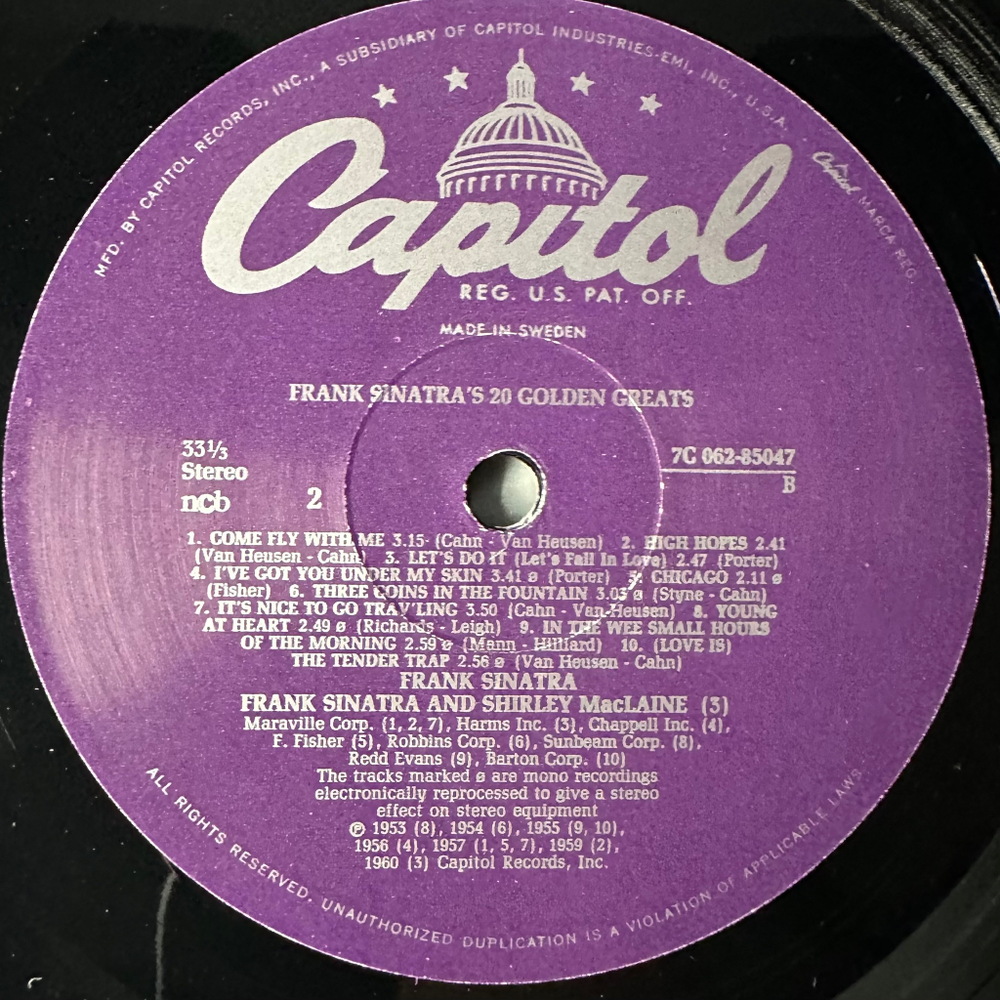 MFD. BY CAPITOL RECORDS, INC., A SUBSIDIARY OF CAPITOL INDUSTRIES-EMI, INC., U.S.A.
Capitol MARCA REG.
Capitol
REG. U.S. PAT. OFF.
MADE IN SWEDEN
FRANK SINATRA'S 20 GOLDEN GREATS
33⅓
Stereo
ncb 2
7C 062-85047
B
1. COME FLY WITH ME 3.15 (Cahn - Van Heusen) 2. HIGH HOPES 2.41
(Van Heusen - Cahn) 3. LET'S DO IT (Let's Fall In Love) 2.47 (Porter)
4. I'VE GOT YOU UNDER MY SKIN 3.41 ø (Porter) 5. CHICAGO 2.11 ø
(Fisher) 6. THREE COINS IN THE FOUNTAIN 3.03 ø (Styne - Cahn)
7. IT'S NICE TO GO TRAV'LING 3.50 (Cahn - Van Heusen) 8. YOUNG
AT HEART 2.49 ø (Richards - Leigh) 9. IN THE WEE SMALL HOURS
OF THE MORNING 2.59 ø (Mann - Hilliard) 10. (LOVE IS)
THE TENDER TRAP 2.56 ø (Van Heusen - Cahn)
FRANK SINATRA
FRANK SINATRA AND SHIRLEY MacLAINE (3)
Maraville Corp. (1, 2, 7), Harms Inc. (3), Chappell Inc. (4),
F. Fisher (5), Robbins Corp. (6), Sunbeam Corp. (8),
Redd Evans (9), Barton Corp. (10)
The tracks marked ø are mono recordings
electronically reprocessed to give a stereo
effect on stereo equipment
℗ 1953 (8), 1954 (6), 1955 (9, 10),
1956 (4), 1957 (1, 5, 7), 1959 (2),
1960 (3) Capitol Records, Inc.
ALL RIGHTS RESERVED. UNAUTHORIZED DUPLICATION IS A VIOLATION OF APPLICABLE LAWS.